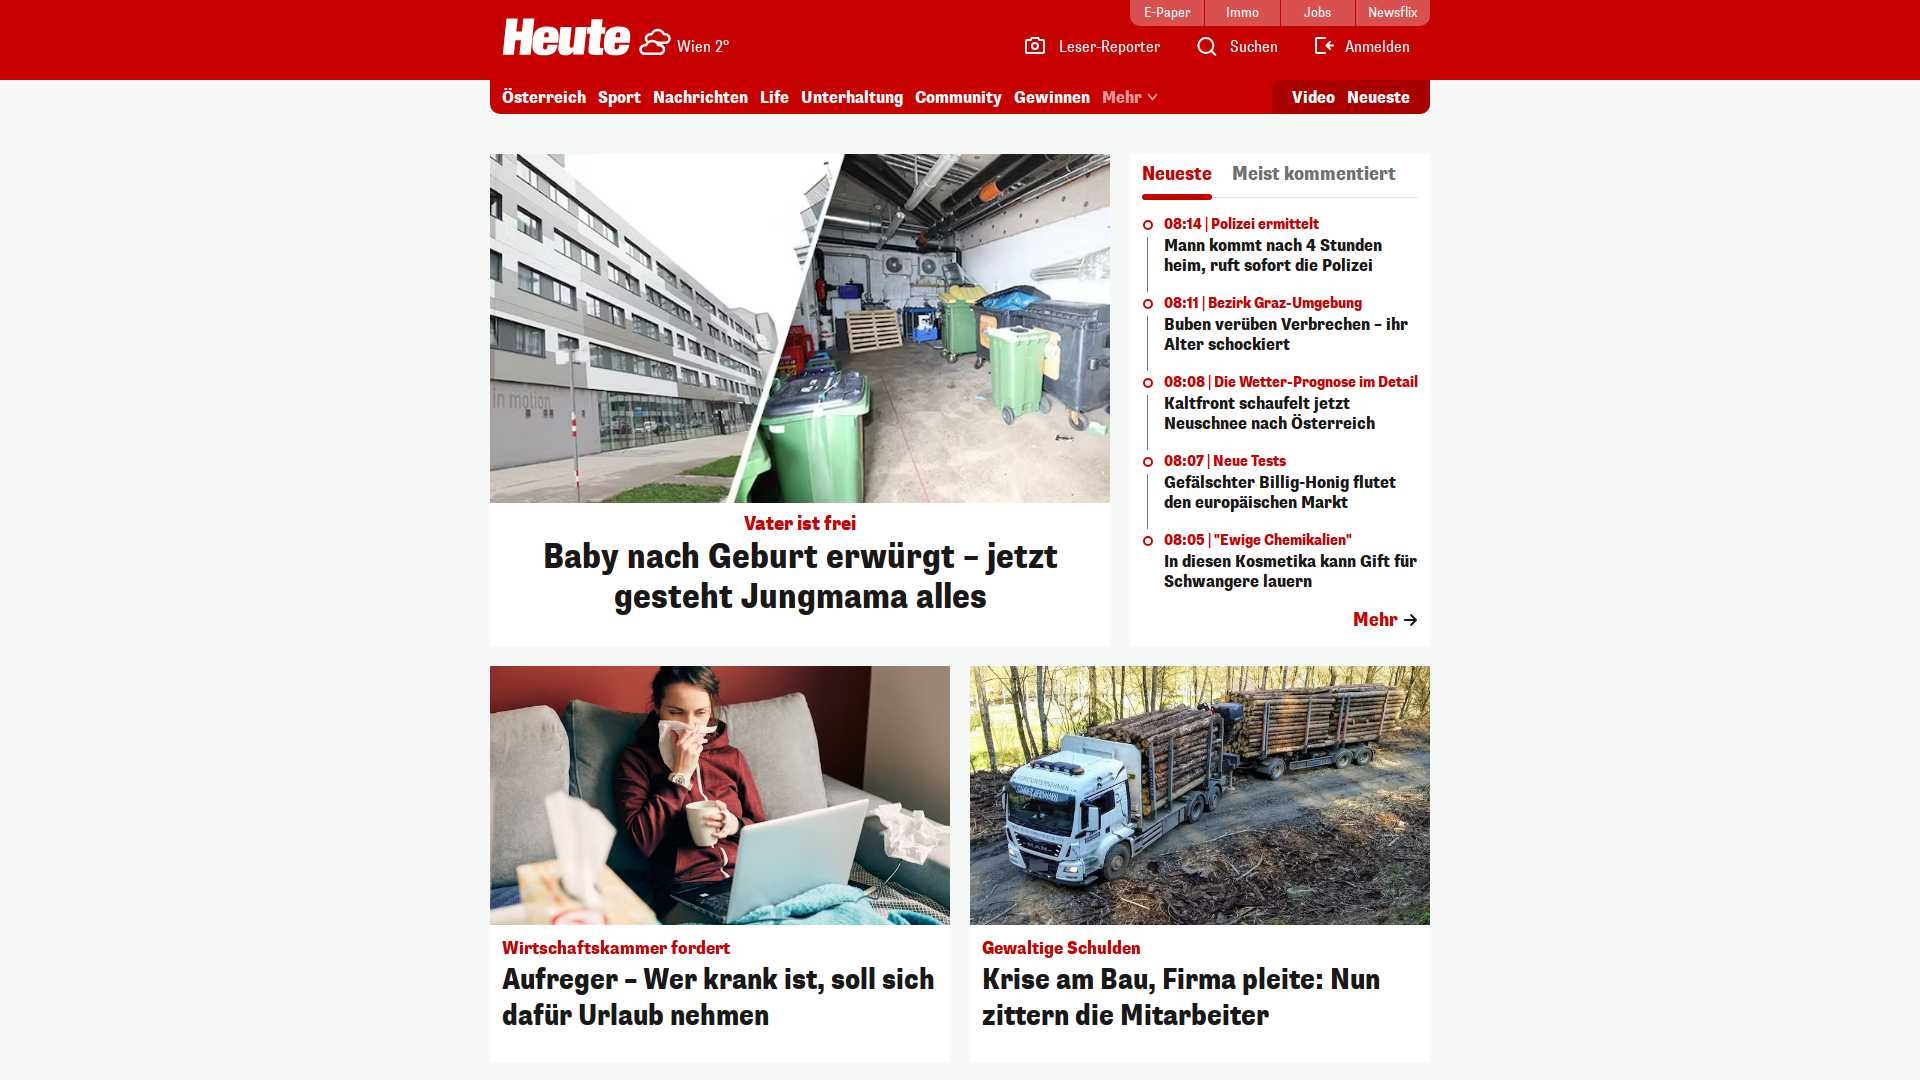 E-Paper
Immo
Jobs
Newsflix
Heute
Wien 2°
Leser-Reporter
Suchen
Anmelden
Österreich Sport Nachrichten Life Unterhaltung Community Gewinnen Mehr
Video Neueste
in motion
Vater ist frei
Baby nach Geburt erwürgt – jetzt
gesteht Jungmama alles
Neueste
Meist kommentiert
08:14 | Polizei ermittelt
Mann kommt nach 4 Stunden
heim, ruft sofort die Polizei
08:11 | Bezirk Graz-Umgebung
Buben verüben Verbrechen – ihr
Alter schockiert
08:08 | Die Wetter-Prognose im Detail
Kaltfront schaufelt jetzt
Neuschnee nach Österreich
08:07 | Neue Tests
Gefälschter Billig-Honig flutet
den europäischen Markt
08:05 | "Ewige Chemikalien"
In diesen Kosmetika kann Gift für
Schwangere lauern
Mehr
Wirtschaftskammer fordert
Aufreger – Wer krank ist, soll sich
dafür Urlaub nehmen
MAN
Gewaltige Schulden
Krise am Bau, Firma pleite: Nun
zittern die Mitarbeiter